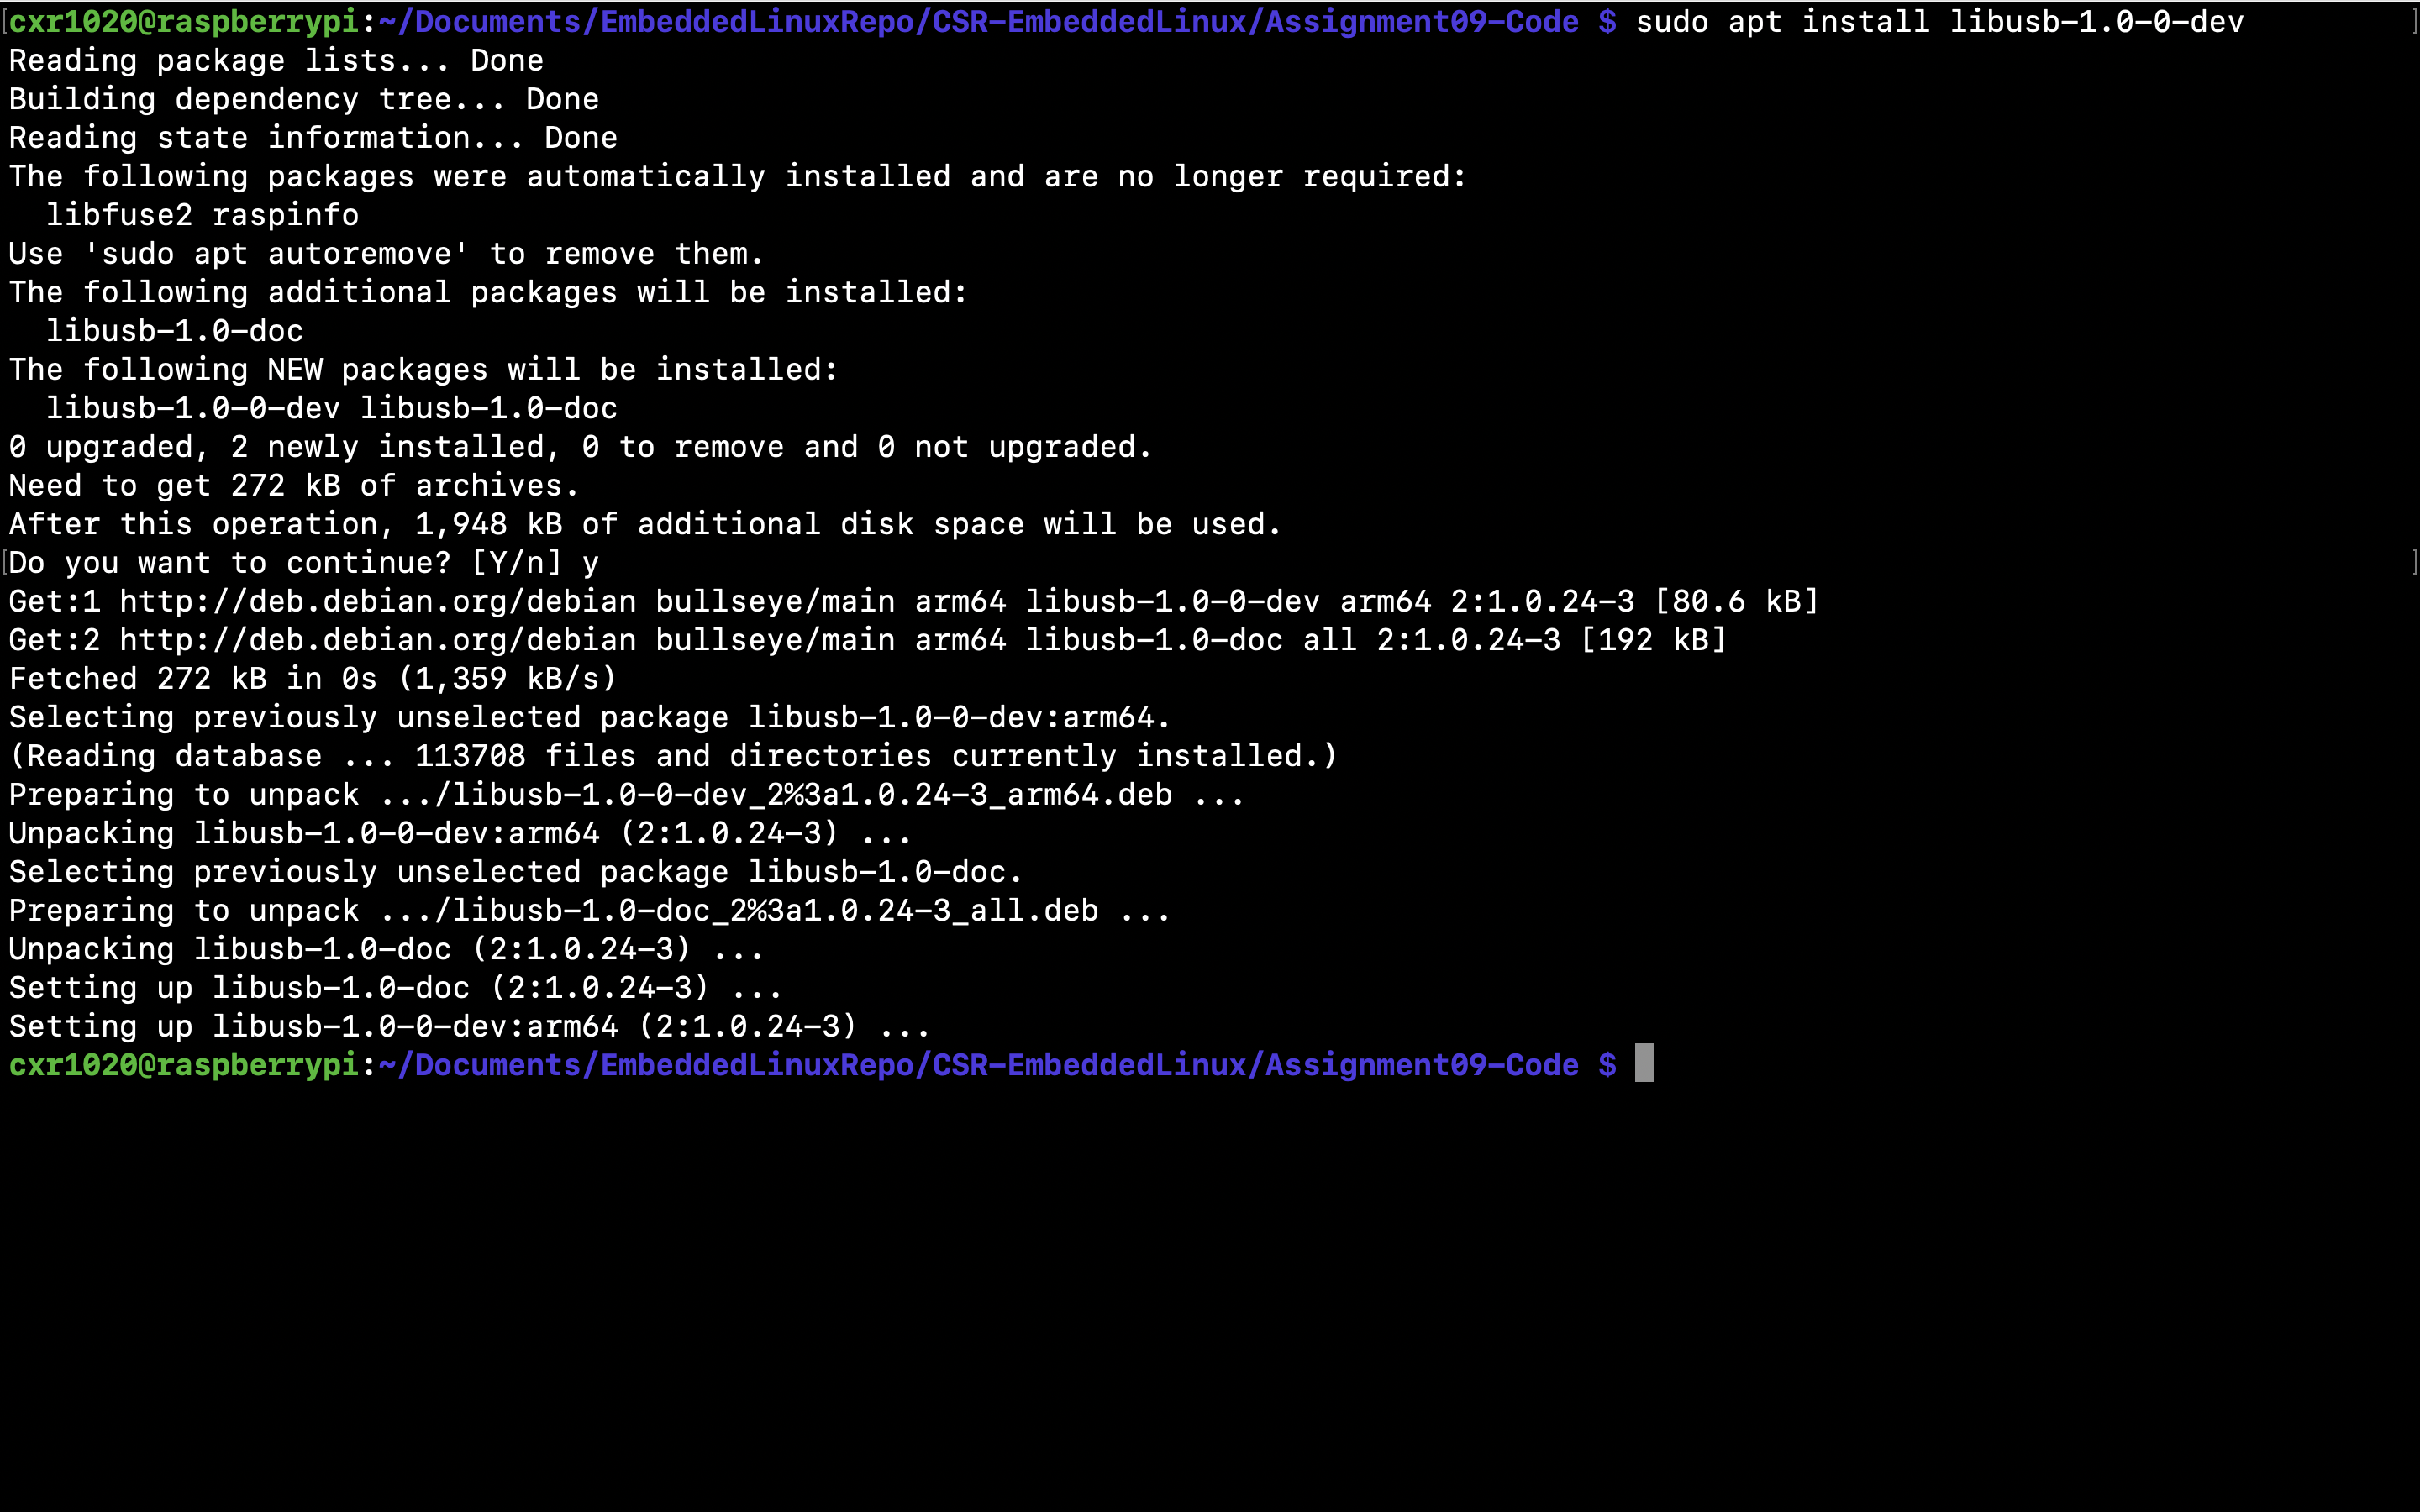 [cxr1020@raspberrypi:~/Documents/EmbeddedLinuxRepo/CSR-EmbeddedLinux/Assignment09-Code $ sudo apt install libusb-1.0-0-dev ]
Reading package lists... Done
Building dependency tree... Done
Reading state information... Done
The following packages were automatically installed and are no longer required:
  libfuse2 raspinfo
Use 'sudo apt autoremove' to remove them.
The following additional packages will be installed:
  libusb-1.0-doc
The following NEW packages will be installed:
  libusb-1.0-0-dev libusb-1.0-doc
0 upgraded, 2 newly installed, 0 to remove and 0 not upgraded.
Need to get 272 kB of archives.
After this operation, 1,948 kB of additional disk space will be used.
[Do you want to continue? [Y/n] y ]
Get:1 http://deb.debian.org/debian bullseye/main arm64 libusb-1.0-0-dev arm64 2:1.0.24-3 [80.6 kB]
Get:2 http://deb.debian.org/debian bullseye/main arm64 libusb-1.0-doc all 2:1.0.24-3 [192 kB]
Fetched 272 kB in 0s (1,359 kB/s)
Selecting previously unselected package libusb-1.0-0-dev:arm64.
(Reading database ... 113708 files and directories currently installed.)
Preparing to unpack .../libusb-1.0-0-dev_2%3a1.0.24-3_arm64.deb ...
Unpacking libusb-1.0-0-dev:arm64 (2:1.0.24-3) ...
Selecting previously unselected package libusb-1.0-doc.
Preparing to unpack .../libusb-1.0-doc_2%3a1.0.24-3_all.deb ...
Unpacking libusb-1.0-doc (2:1.0.24-3) ...
Setting up libusb-1.0-doc (2:1.0.24-3) ...
Setting up libusb-1.0-0-dev:arm64 (2:1.0.24-3) ...
cxr1020@raspberrypi:~/Documents/EmbeddedLinuxRepo/CSR-EmbeddedLinux/Assignment09-Code $